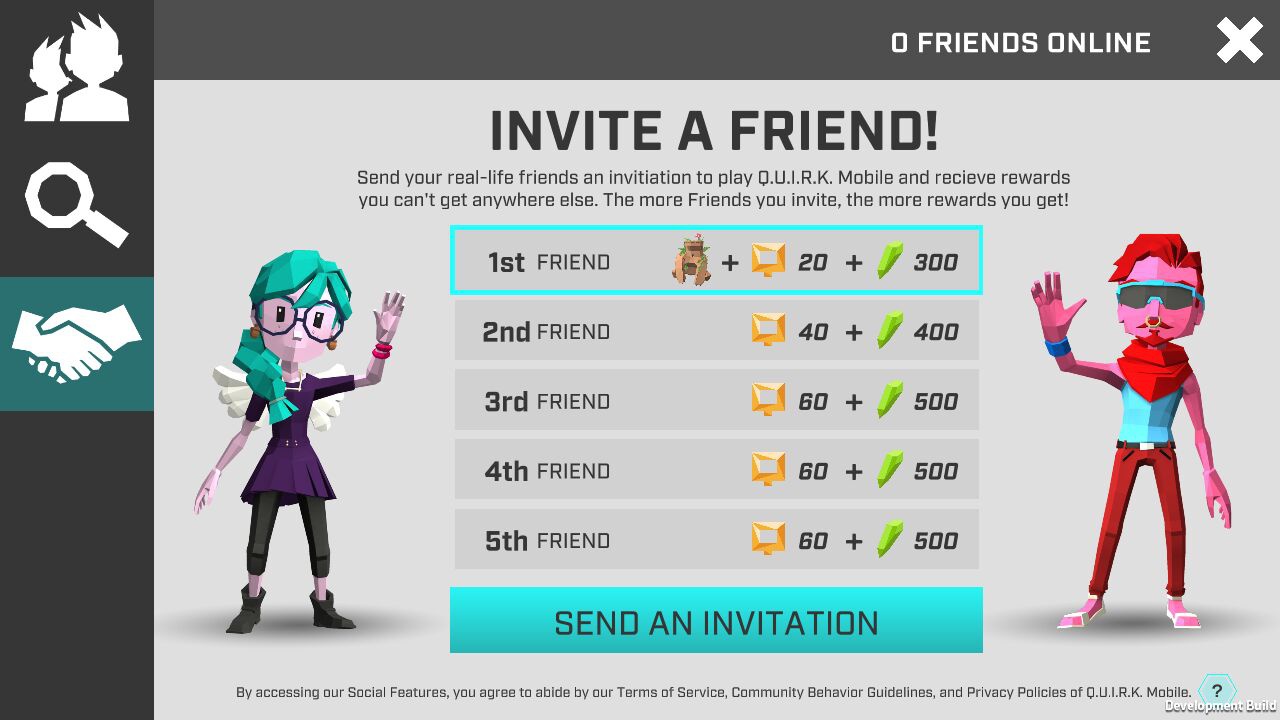 0 FRIENDS ONLINE
INVITE A FRIEND!
Send your real-life friends an invitiation to play Q.U.I.R.K. Mobile and recieve rewards
you can't get anywhere else. The more Friends you invite, the more rewards you get!
1st FRIEND + 20 + 300
2nd FRIEND 40 + 400
3rd FRIEND 60 + 500
4th FRIEND 60 + 500
5th FRIEND 60 + 500
SEND AN INVITATION
By accessing our Social Features, you agree to abide by our Terms of Service, Community Behavior Guidelines, and Privacy Policies of Q.U.I.R.K. Mobile. ?
Development Build